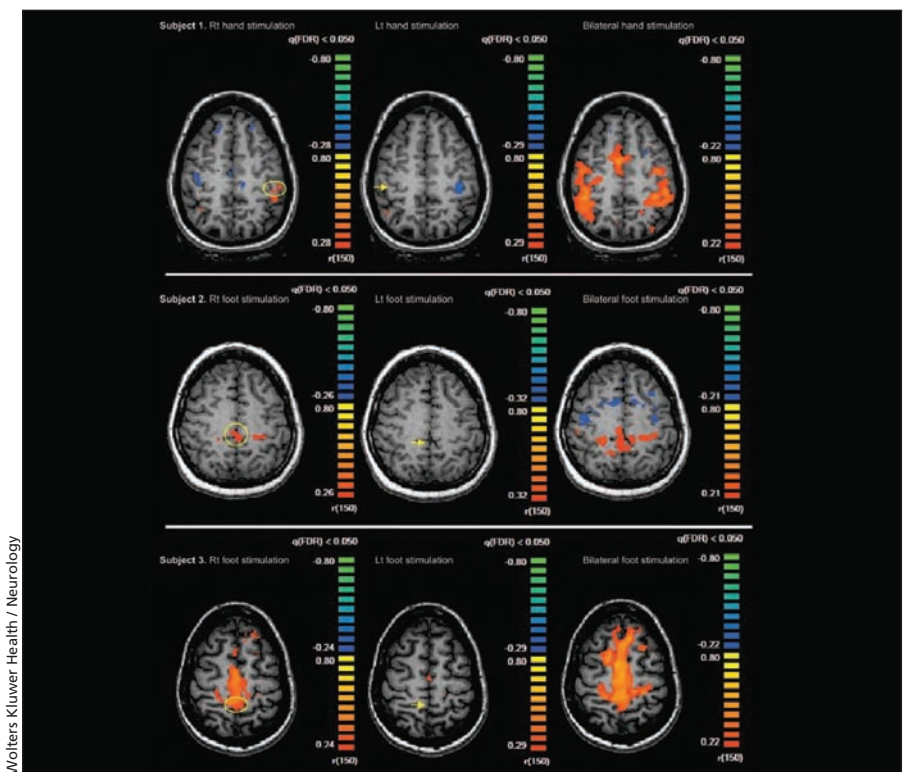 Subject 1. Rt hand stimulation
Lt hand stimulation
Bilateral hand stimulation
q(FDR) < 0.050
q(FDR) < 0.050
q(FDR) < 0.050
-0.80
-0.80
-0.80
-0.28
0.80
-0.29
0.80
-0.22
0.80
0.28
0.29
0.22
r(150)
r(150)
r(150)
Subject 2. Rt foot stimulation
Lt foot stimulation
Bilateral foot stimulation
q(FDR) < 0.050
q(FDR) < 0.050
q(FDR) < 0.050
-0.80
-0.80
-0.80
-0.26
0.80
-0.32
0.80
-0.21
0.80
0.26
0.32
0.21
r(150)
r(150)
r(150)
Subject 3. Rt foot stimulation
Lt foot stimulation
Bilateral foot stimulation
q(FDR) < 0.050
q(FDR) < 0.050
q(FDR) < 0.050
-0.80
-0.80
-0.80
-0.24
0.80
-0.29
0.80
-0.22
0.80
0.24
0.29
0.22
r(150)
r(150)
r(150)
Wolters Kluwer Health / Neurology